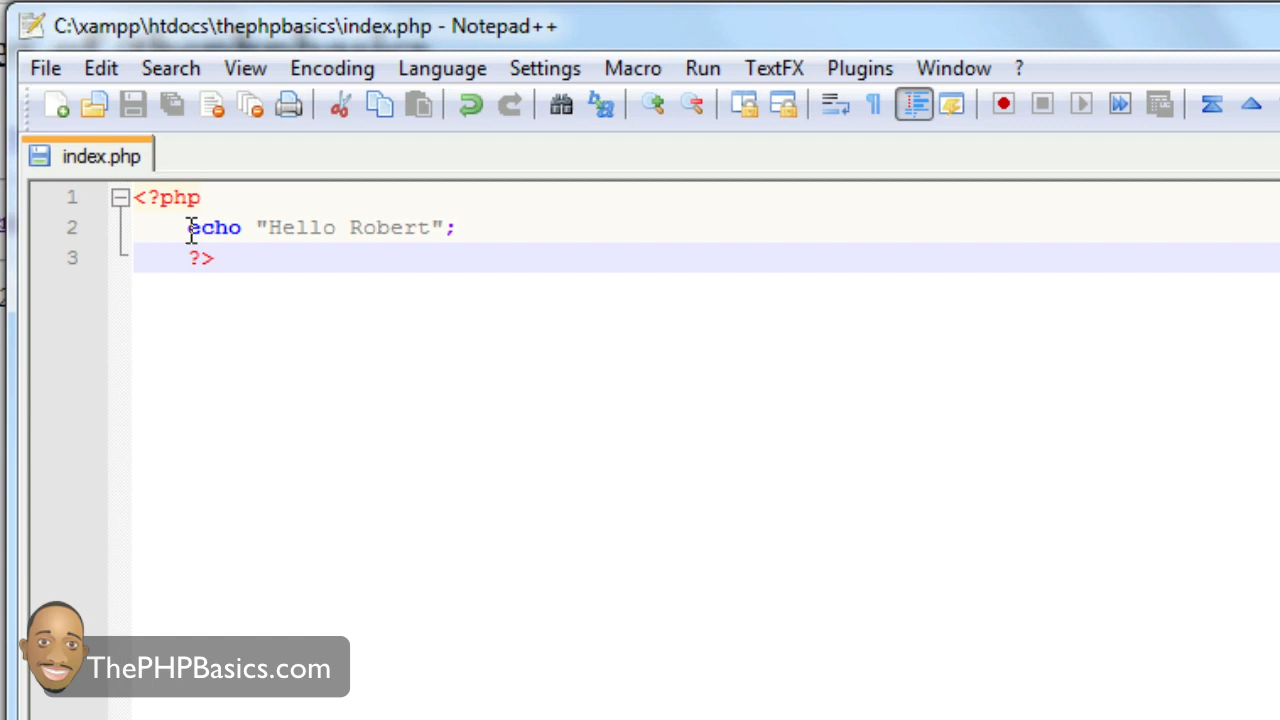 C:\xampp\htdocs\thephpbasics\index.php - Notepad++
File Edit Search View Encoding Language Settings Macro Run TextFX Plugins Window ?
index.php
1 <?php
2 echo "Hello Robert";
3 ?>
ThePHPBasics.com